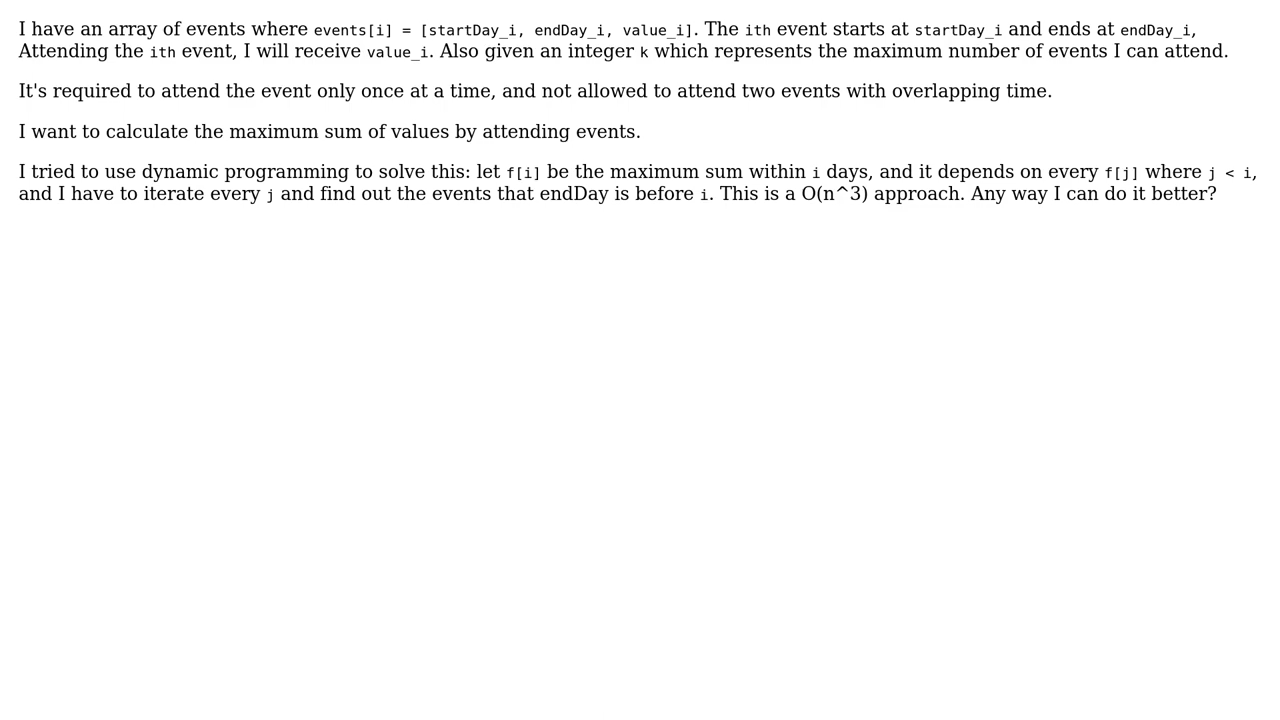 I have an array of events where events[i] = [startDay_i, endDay_i, value_i]. The ith event starts at startDay_i and ends at endDay_i,
Attending the ith event, I will receive value_i. Also given an integer k which represents the maximum number of events I can attend.
It's required to attend the event only once at a time, and not allowed to attend two events with overlapping time.
I want to calculate the maximum sum of values by attending events.
I tried to use dynamic programming to solve this: let f[i] be the maximum sum within i days, and it depends on every f[j] where j < i,
and I have to iterate every j and find out the events that endDay is before i. This is a O(n^3) approach. Any way I can do it better?